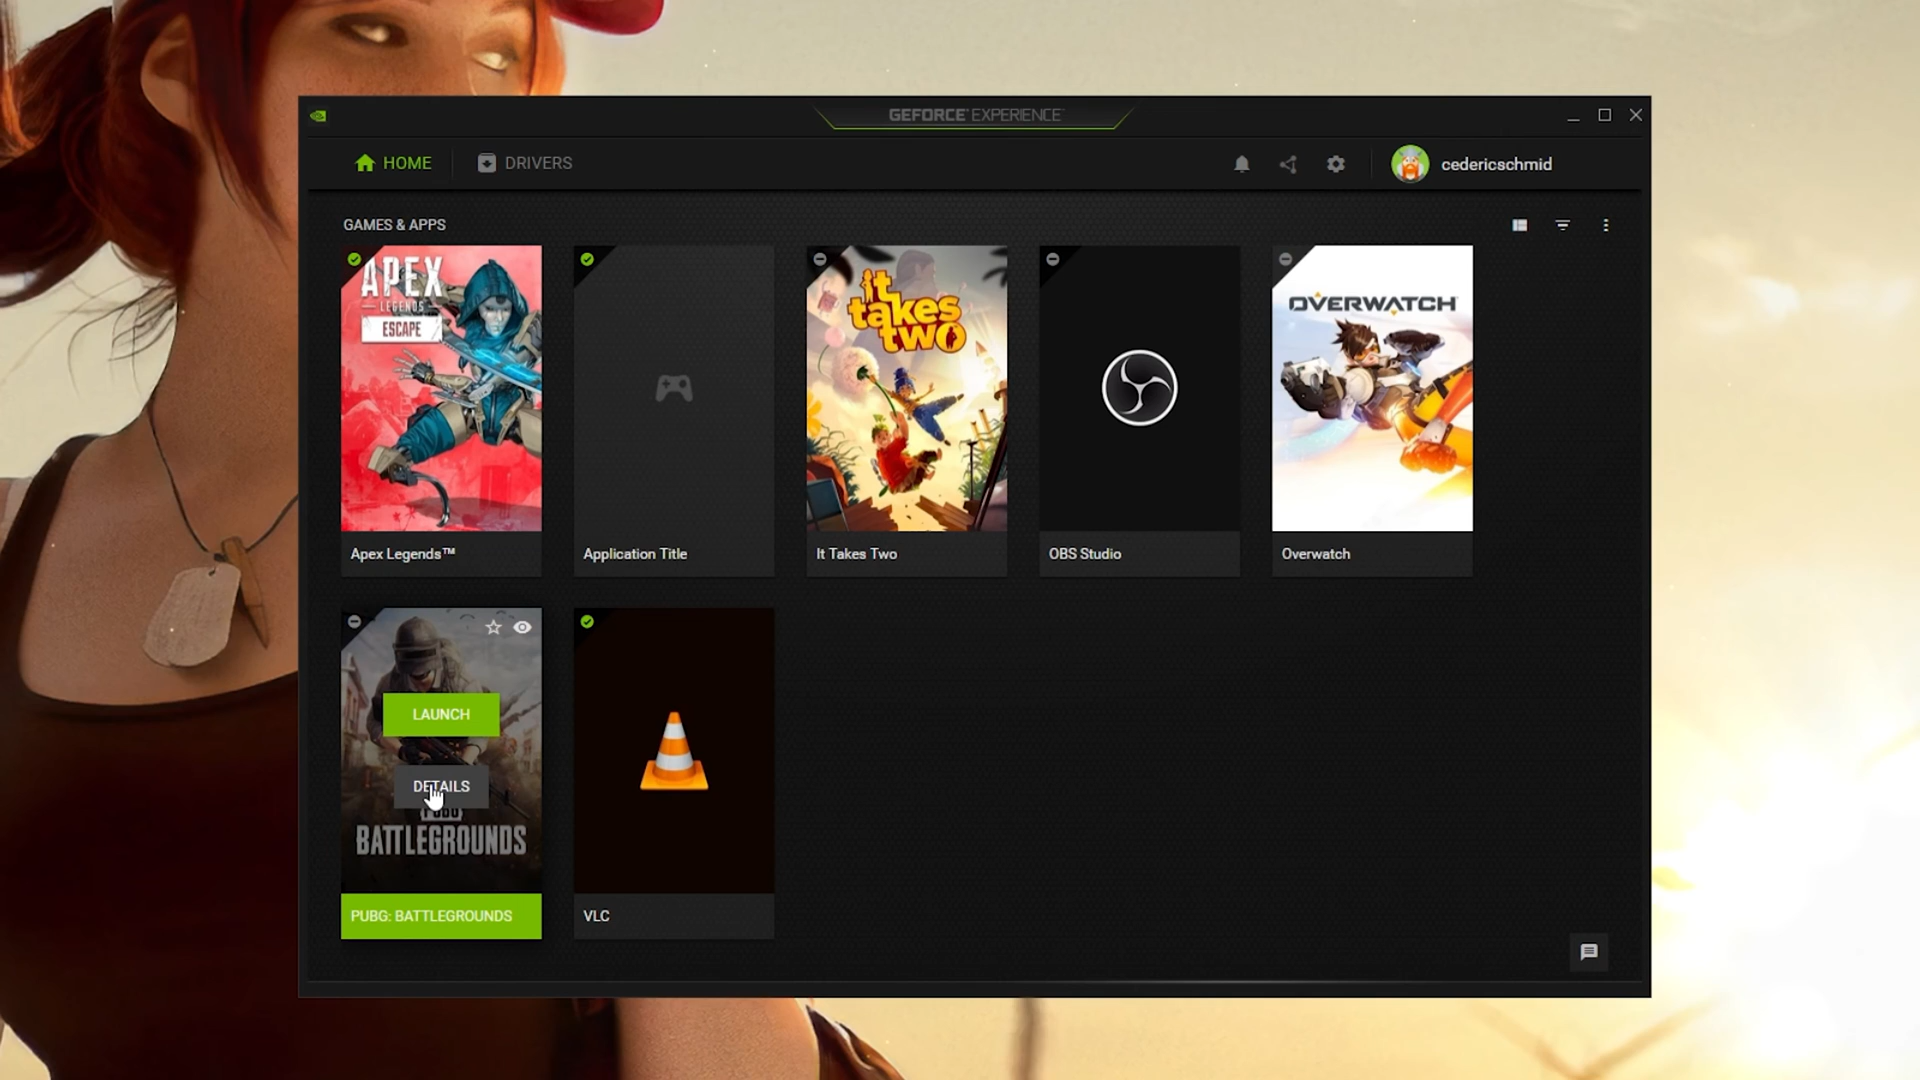 GEFORCE EXPERIENCE
HOME
DRIVERS
cedericschmid
GAMES & APPS
APEX
LEGENDS
ESCAPE
it
takes
two
OVERWATCH
Apex Legends™
Application Title
It Takes Two
OBS Studio
Overwatch
LAUNCH
DETAILS
PUBG
BATTLEGROUNDS
PUBG: BATTLEGROUNDS
VLC